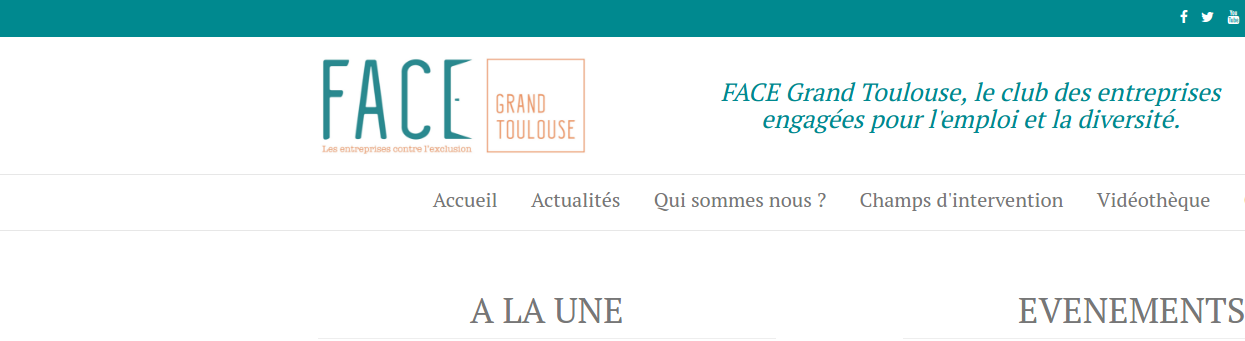 FACE
GRAND
TOULOUSE
Les entreprises contre l'exclusion
FACE Grand Toulouse, le club des entreprises
engagées pour l'emploi et la diversité.
Accueil Actualités Qui sommes nous ? Champs d'intervention Vidéothèque
A LA UNE EVENEMENTS